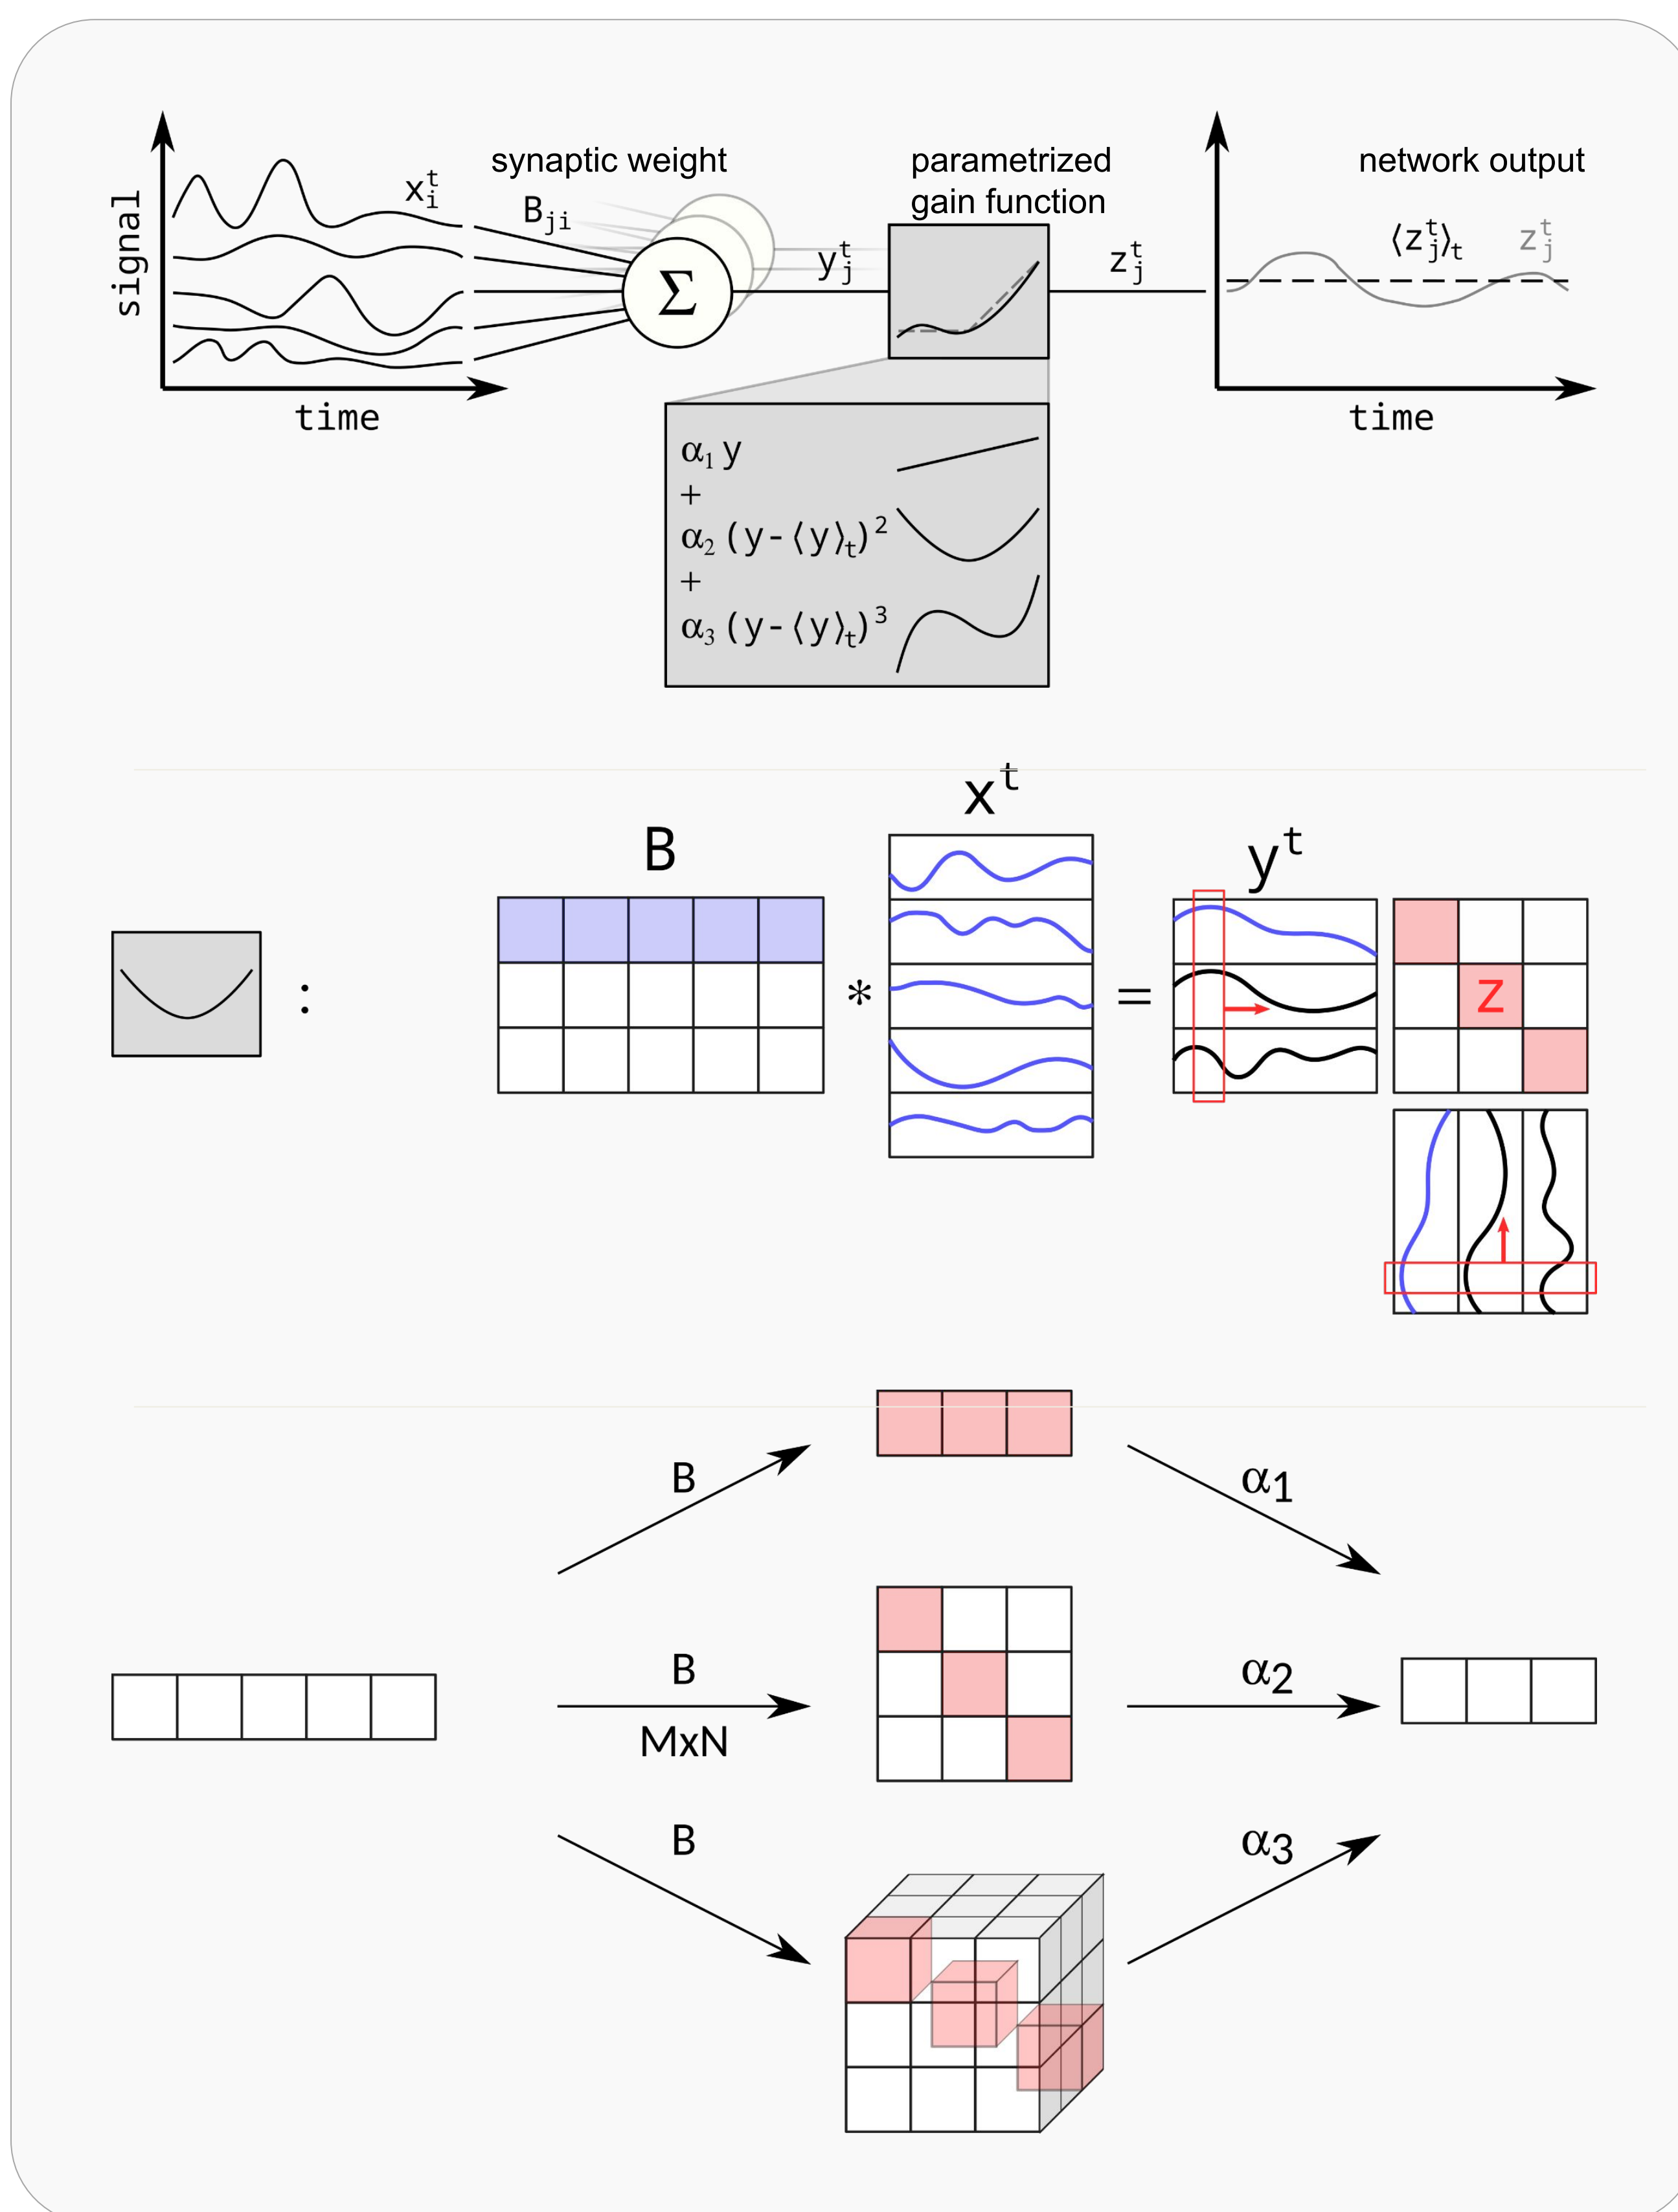 signal
x_i^t
synaptic weight
B_ji
Σ
y_j^t
parametrized
gain function
z_j^t
network output
⟨z_j^t⟩_t
z_j^t
time
time
α₁y
+
α₂(y-⟨y⟩_t)²
+
α₃(y-⟨y⟩_t)³
x^t
B
y^t
:
*
=
Z
B
α₁
B
MxN
α₂
B
α₃